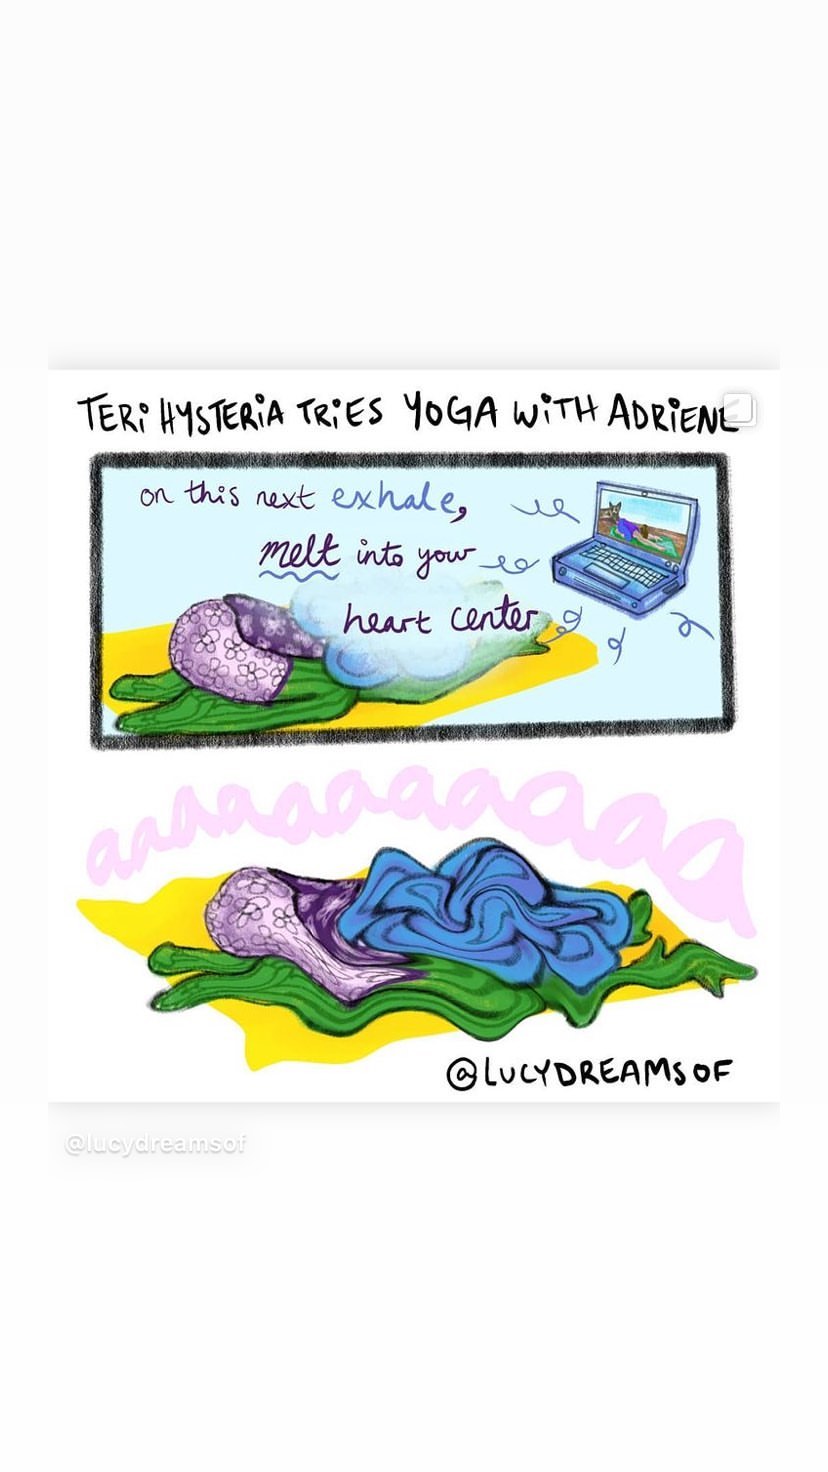 TERI HYSTERIA TRIES YOGA WITH ADRIENE
on this next exhale,
melt into your
heart center
aaaaaaaaaaa
@LUCYDREAMSOF
@lucydreamsof